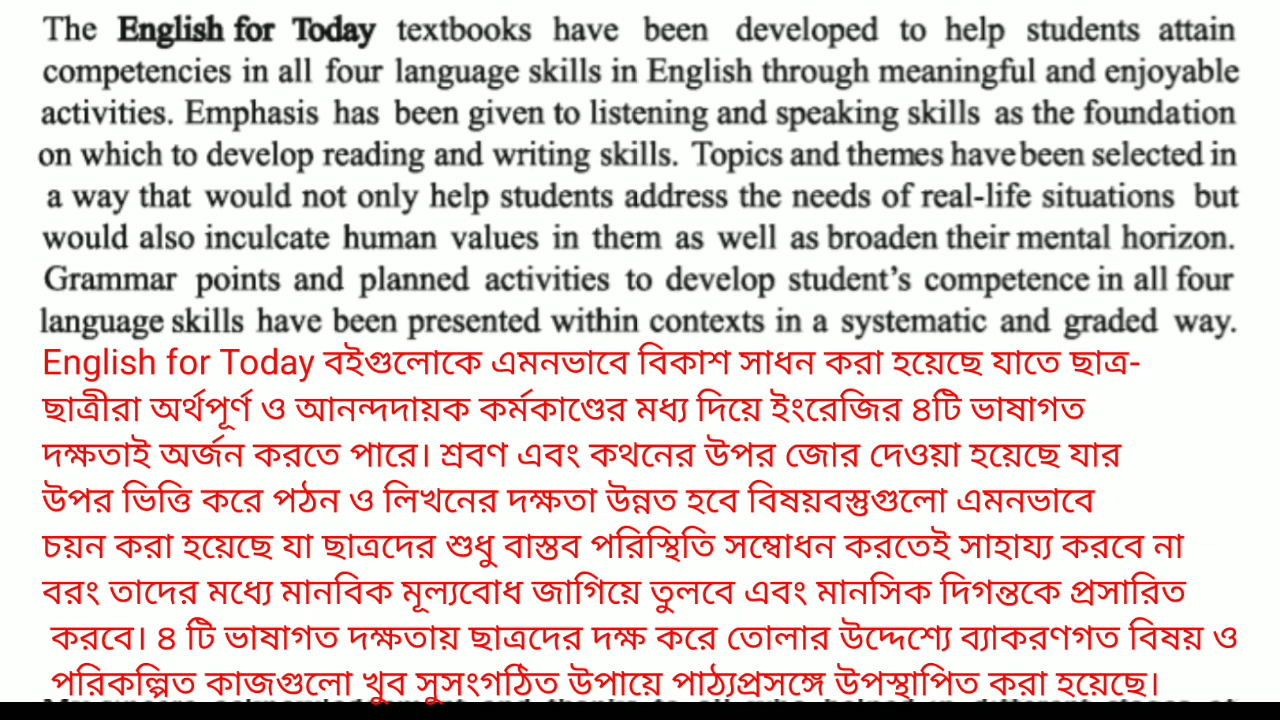 The English for Today textbooks have been developed to help students attain
competencies in all four language skills in English through meaningful and enjoyable
activities. Emphasis has been given to listening and speaking skills as the foundation
on which to develop reading and writing skills. Topics and themes have been selected in
a way that would not only help students address the needs of real-life situations but
would also inculcate human values in them as well as broaden their mental horizon.
Grammar points and planned activities to develop student's competence in all four
language skills have been presented within contexts in a systematic and graded way.
English for Today বইগুলোকে এমনভাবে বিকাশ সাধন করা হয়েছে যাতে ছাত্র-
ছাত্রীরা অর্থপূর্ণ ও আনন্দদায়ক কর্মকাণ্ডের মধ্য দিয়ে ইংরেজির ৪টি ভাষাগত
দক্ষতাই অর্জন করতে পারে। শ্রবণ এবং কথনের উপর জোর দেওয়া হয়েছে যার
উপর ভিত্তি করে পঠন ও লিখনের দক্ষতা উন্নত হবে বিষয়বস্তুগুলো এমনভাবে
চয়ন করা হয়েছে যা ছাত্রদের শুধু বাস্তব পরিস্থিতি সম্বোধন করতেই সাহায্য করবে না
বরং তাদের মধ্যে মানবিক মূল্যবোধ জাগিয়ে তুলবে এবং মানসিক দিগন্তকে প্রসারিত
করবে। ৪ টি ভাষাগত দক্ষতায় ছাত্রদের দক্ষ করে তোলার উদ্দেশ্যে ব্যাকরণগত বিষয় ও
পরিকল্পিত কাজগুলো খুব সুসংগঠিত উপায়ে পাঠ্যপ্রসঙ্গে উপস্থাপিত করা হয়েছে।